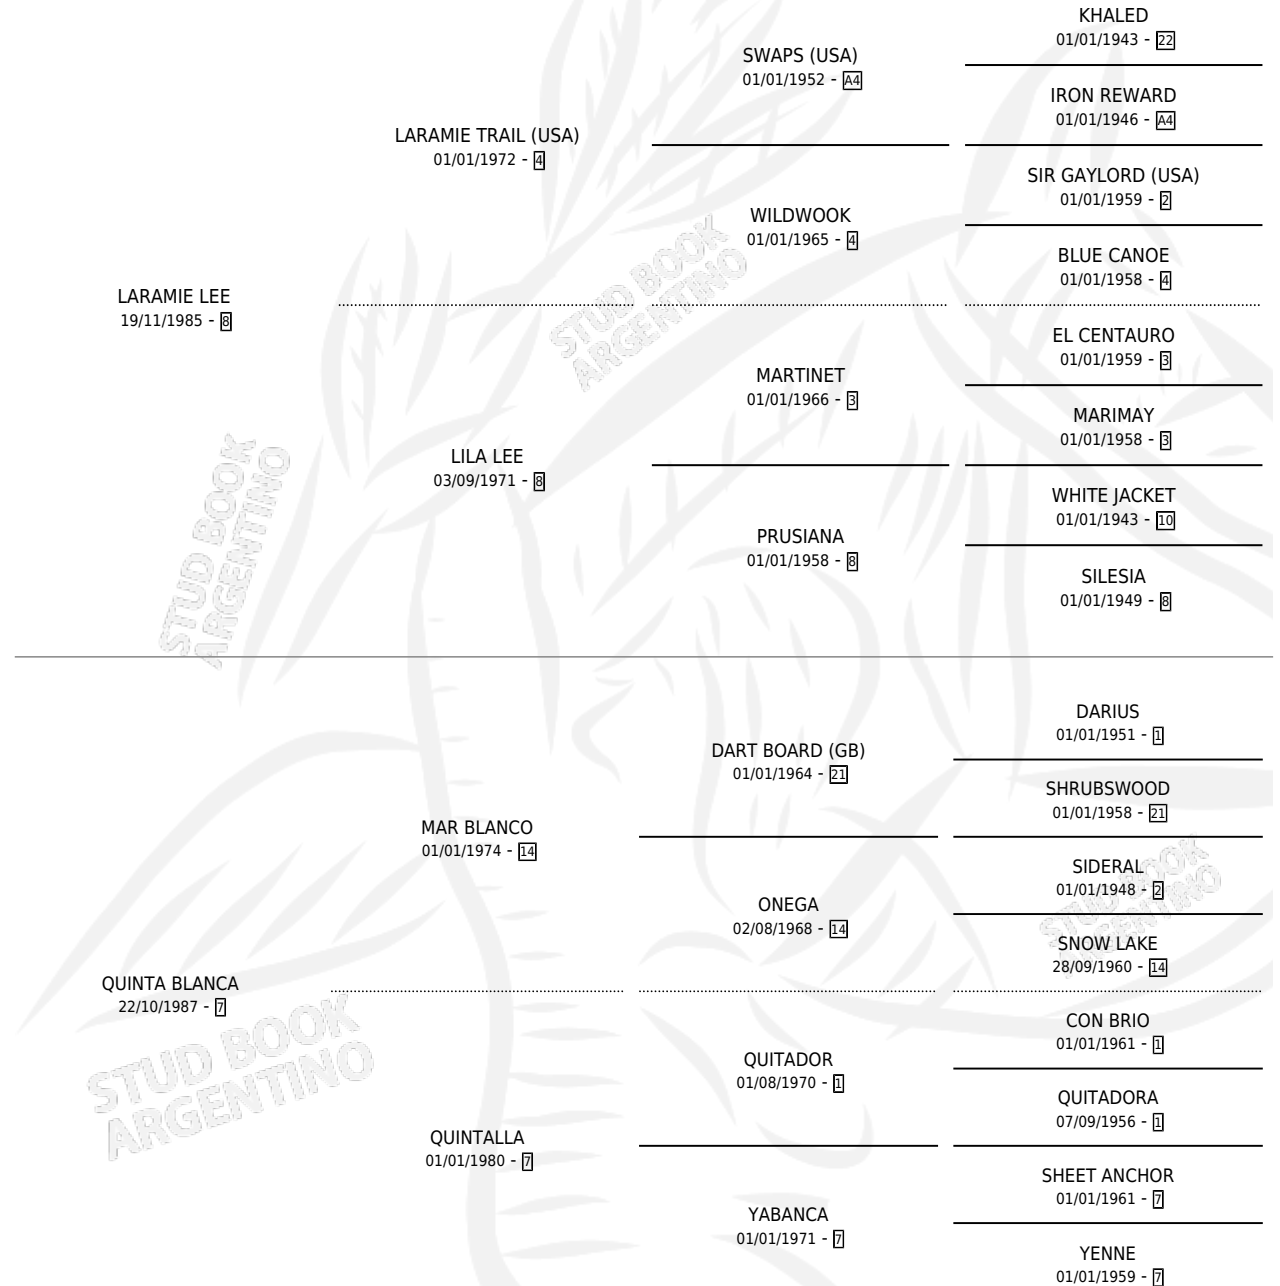 KHALED
01/01/1943 - 22
SWAPS (USA)
01/01/1952 - A4
IRON REWARD
01/01/1946 - A4
LARAMIE TRAIL (USA)
01/01/1972 - 4
SIR GAYLORD (USA)
01/01/1959 - 2
WILDWOOK
01/01/1965 - 4
BLUE CANOE
01/01/1958 - 4
LARAMIE LEE
19/11/1985 - 8
EL CENTAURO
01/01/1959 - 3
MARTINET
01/01/1966 - 3
MARIMAY
01/01/1958 - 3
LILA LEE
03/09/1971 - 8
WHITE JACKET
01/01/1943 - 10
PRUSIANA
01/01/1958 - 8
SILESIA
01/01/1949 - 8
STUD BOOK
ARGENTINO
STUD BOOK
ARGENTINO
DARIUS
01/01/1951 - 1
DART BOARD (GB)
01/01/1964 - 21
SHRUBSWOOD
01/01/1958 - 21
MAR BLANCO
01/01/1974 - 14
SIDERAL
01/01/1948 - 2
ONEGA
02/08/1968 - 14
SNOW LAKE
28/09/1960 - 14
STUD BOOK
ARGENTINO
QUINTA BLANCA
22/10/1987 - 7
CON BRIO
01/01/1961 - 1
QUITADOR
01/08/1970 - 1
QUITADORA
07/09/1956 - 1
STUD BOOK
ARGENTINO
QUINTALLA
01/01/1980 - 7
SHEET ANCHOR
01/01/1961 - 7
YABANCA
01/01/1971 - 7
YENNE
01/01/1959 - 7